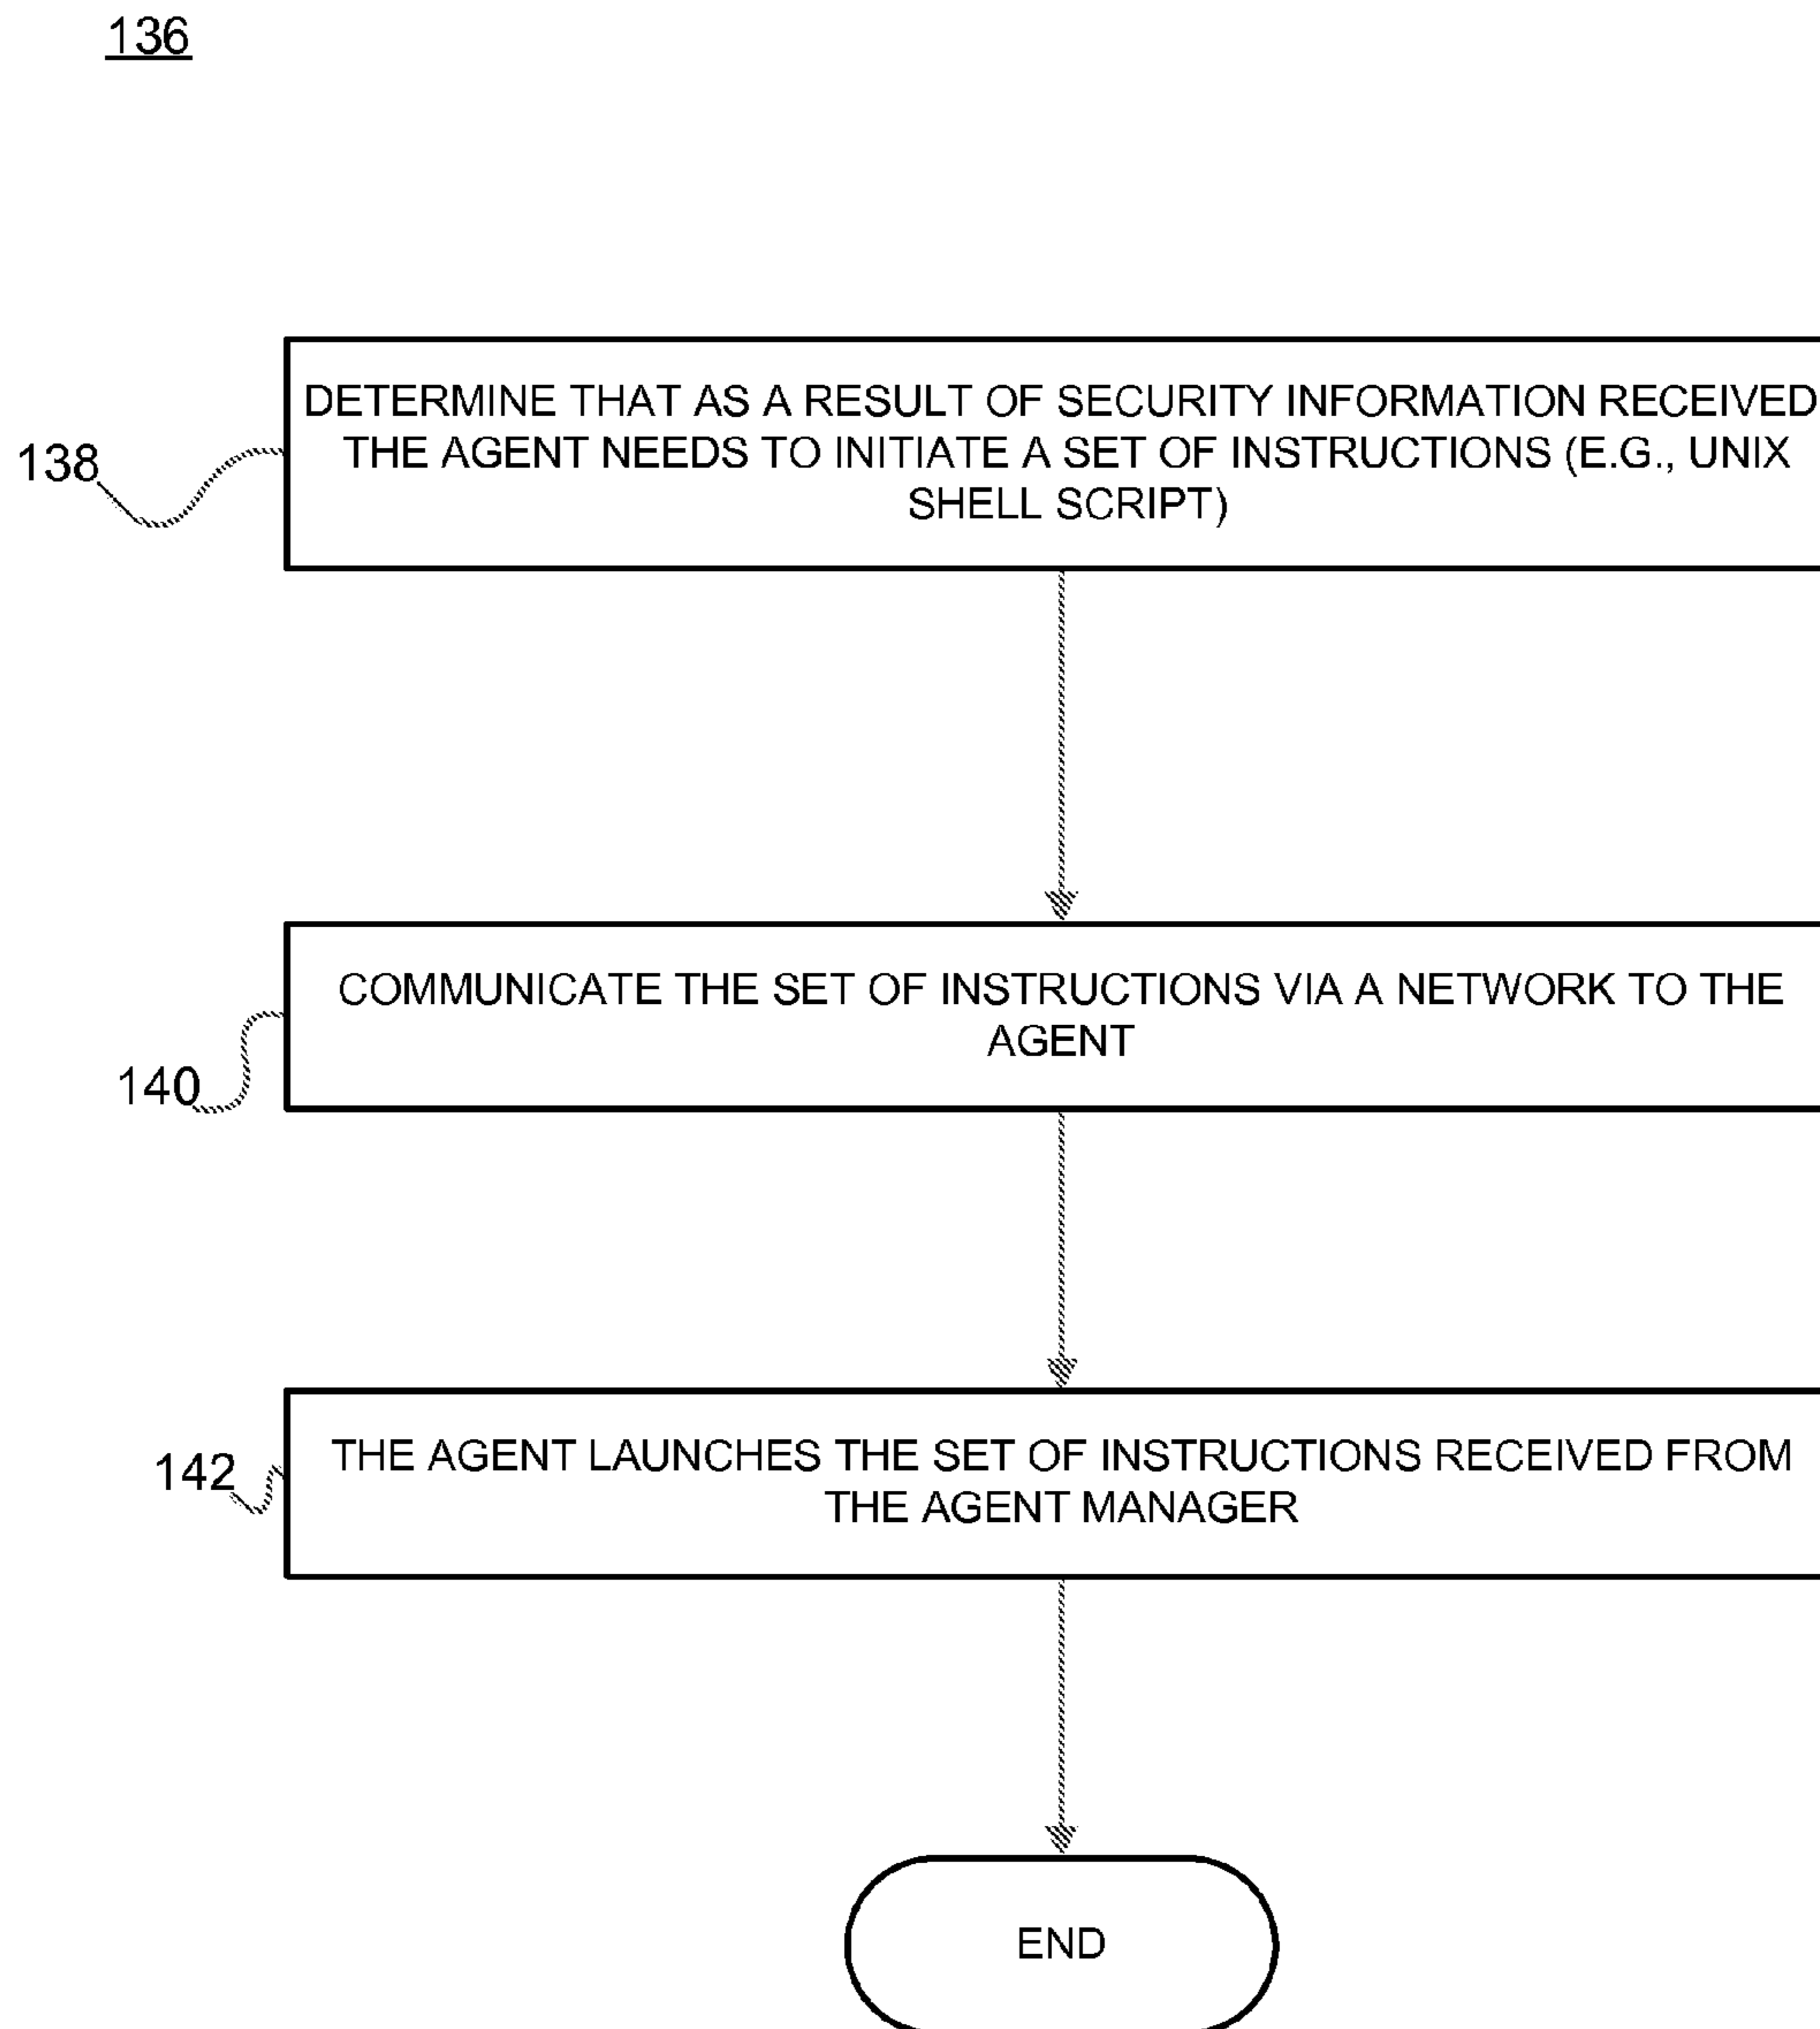 136
138
DETERMINE THAT AS A RESULT OF SECURITY INFORMATION RECEIVED
THE AGENT NEEDS TO INITIATE A SET OF INSTRUCTIONS (E.G., UNIX
SHELL SCRIPT)
140
COMMUNICATE THE SET OF INSTRUCTIONS VIA A NETWORK TO THE
AGENT
142
THE AGENT LAUNCHES THE SET OF INSTRUCTIONS RECEIVED FROM
THE AGENT MANAGER
END